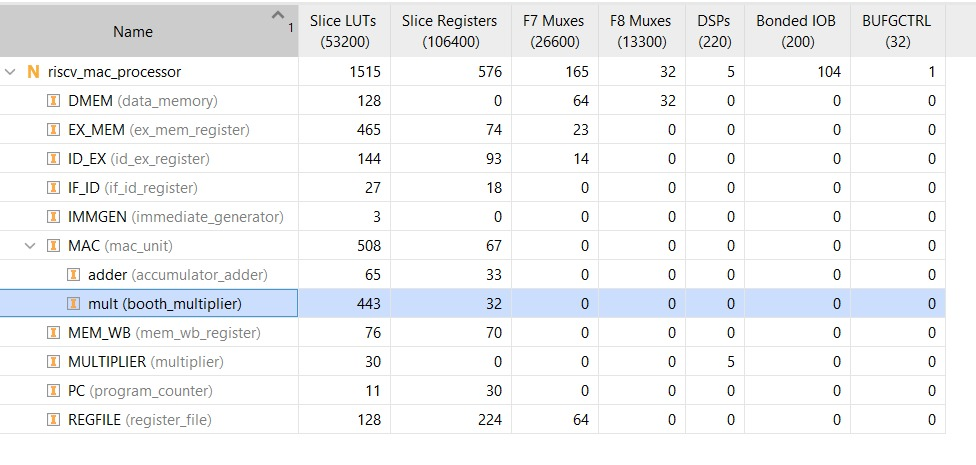 Name 1 Slice LUTs (53200) Slice Registers (106400) F7 Muxes (26600) F8 Muxes (13300) DSPs (220) Bonded IOB (200) BUFGCTRL (32)
N riscv_mac_processor 1515 576 165 32 5 104 1
I DMEM (data_memory) 128 0 64 32 0 0 0
I EX_MEM (ex_mem_register) 465 74 23 0 0 0 0
I ID_EX (id_ex_register) 144 93 14 0 0 0 0
I IF_ID (if_id_register) 27 18 0 0 0 0 0
I IMMGEN (immediate_generator) 3 0 0 0 0 0 0
I MAC (mac_unit) 508 67 0 0 0 0 0
I adder (accumulator_adder) 65 33 0 0 0 0 0
I mult (booth_multiplier) 443 32 0 0 0 0 0
I MEM_WB (mem_wb_register) 76 70 0 0 0 0 0
I MULTIPLIER (multiplier) 30 0 0 0 5 0 0
I PC (program_counter) 11 30 0 0 0 0 0
I REGFILE (register_file) 128 224 64 0 0 0 0